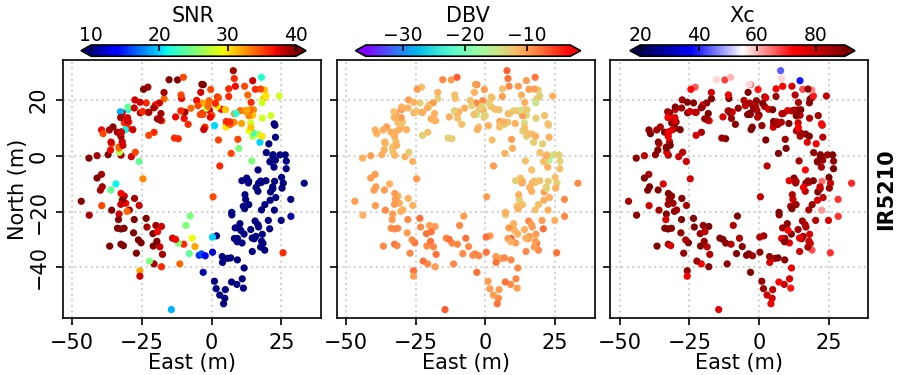 SNR DBV Xc
10 20 30 40 −30 −20 −10 20 40 60 80
20
0
−20
−40
North (m)
IR5210
−50 −25 0 25 −50 −25 0 25 −50 −25 0 25
East (m) East (m) East (m)